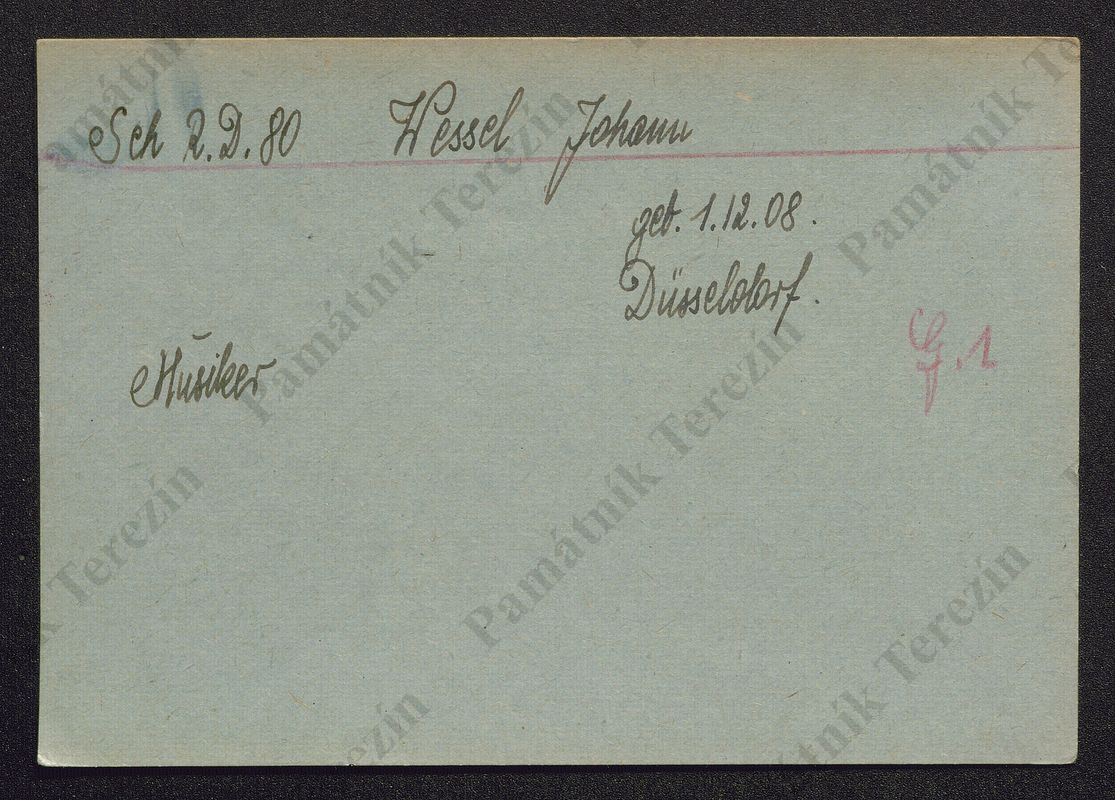 Sch R.D. 80 Wessel Johann
geb. 1.12.08.
Düsseldorf.
Musiker
G.1.
Památník Terezín